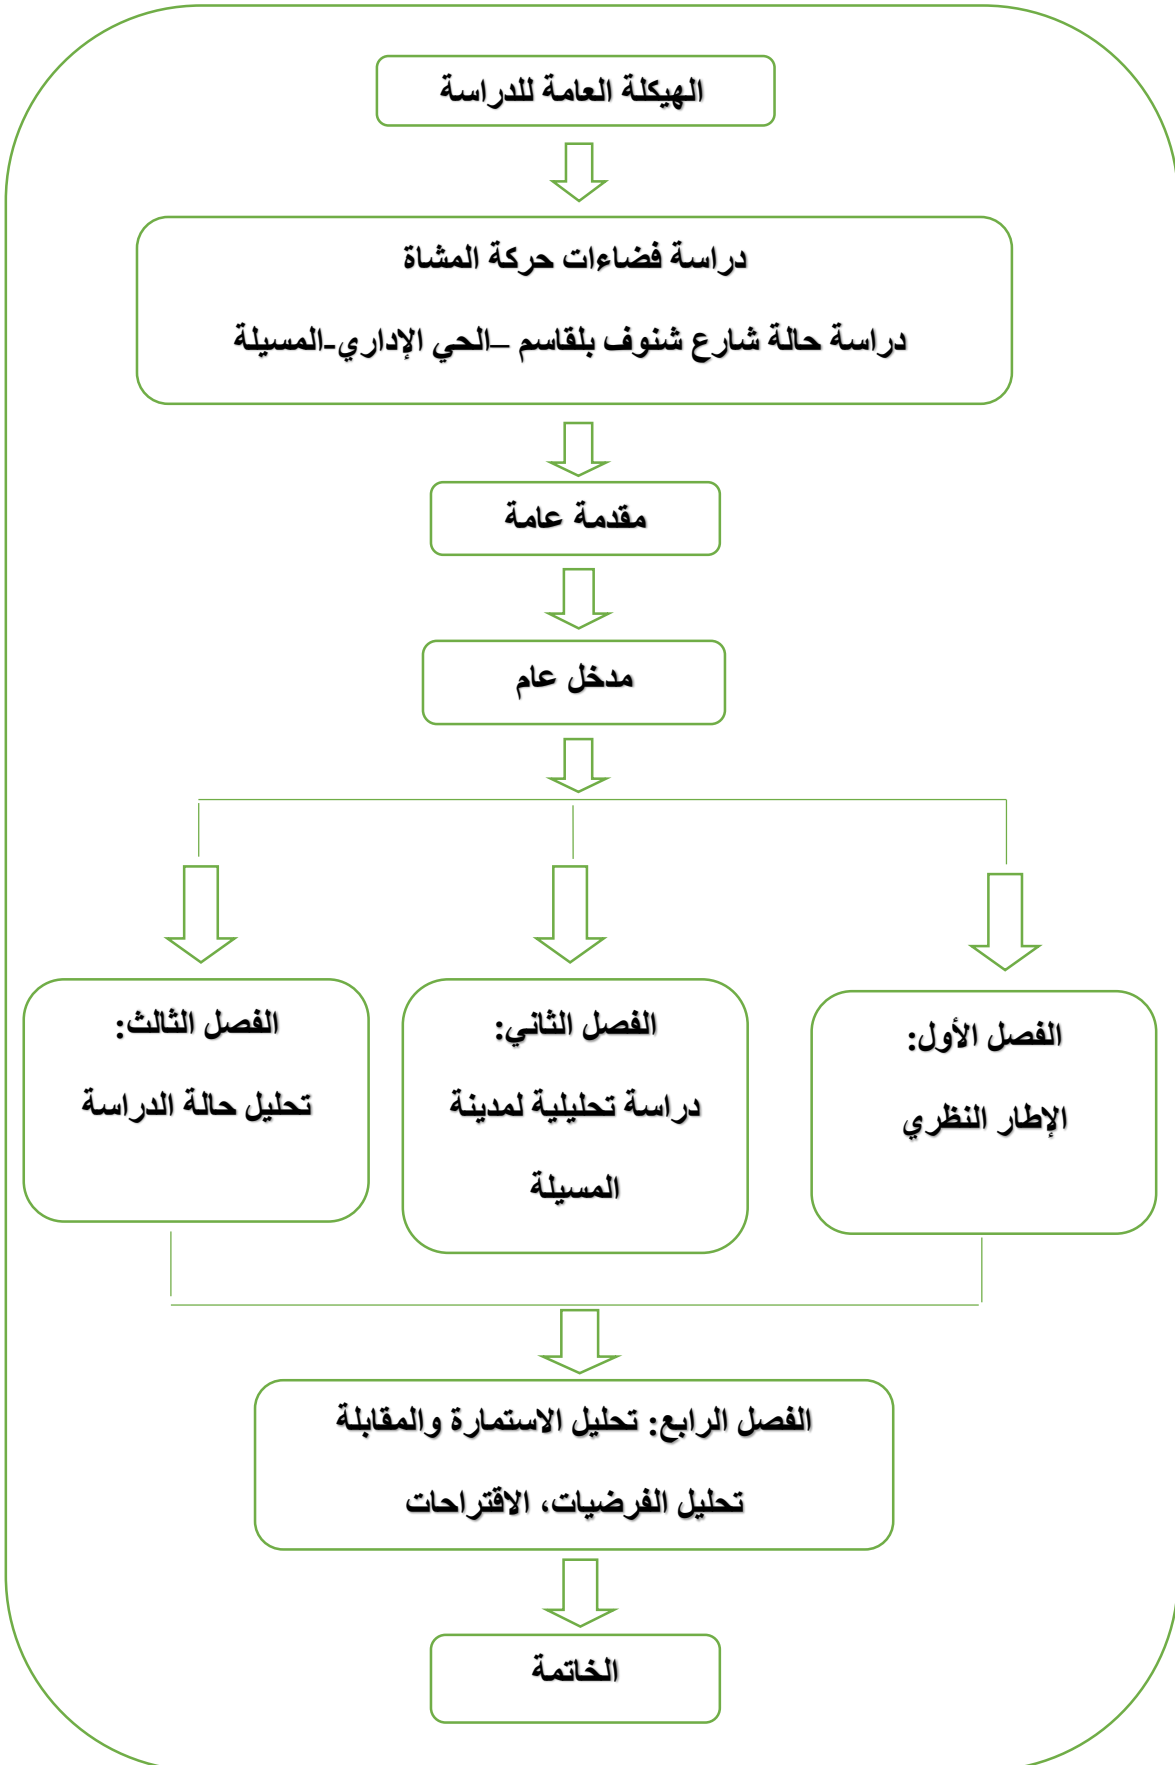 الهيكلة العامة للدراسة
دراسة فضاءات حركة المشاة
دراسة حالة شارع شنوف بلقاسم –الحي الإداري-المسيلة
مقدمة عامة
مدخل عام
الفصل الأول:
الإطار النظري
الفصل الثاني:
دراسة تحليلية لمدينة
المسيلة
الفصل الثالث:
تحليل حالة الدراسة
الفصل الرابع: تحليل الاستمارة والمقابلة
تحليل الفرضيات، الاقتراحات
الخاتمة